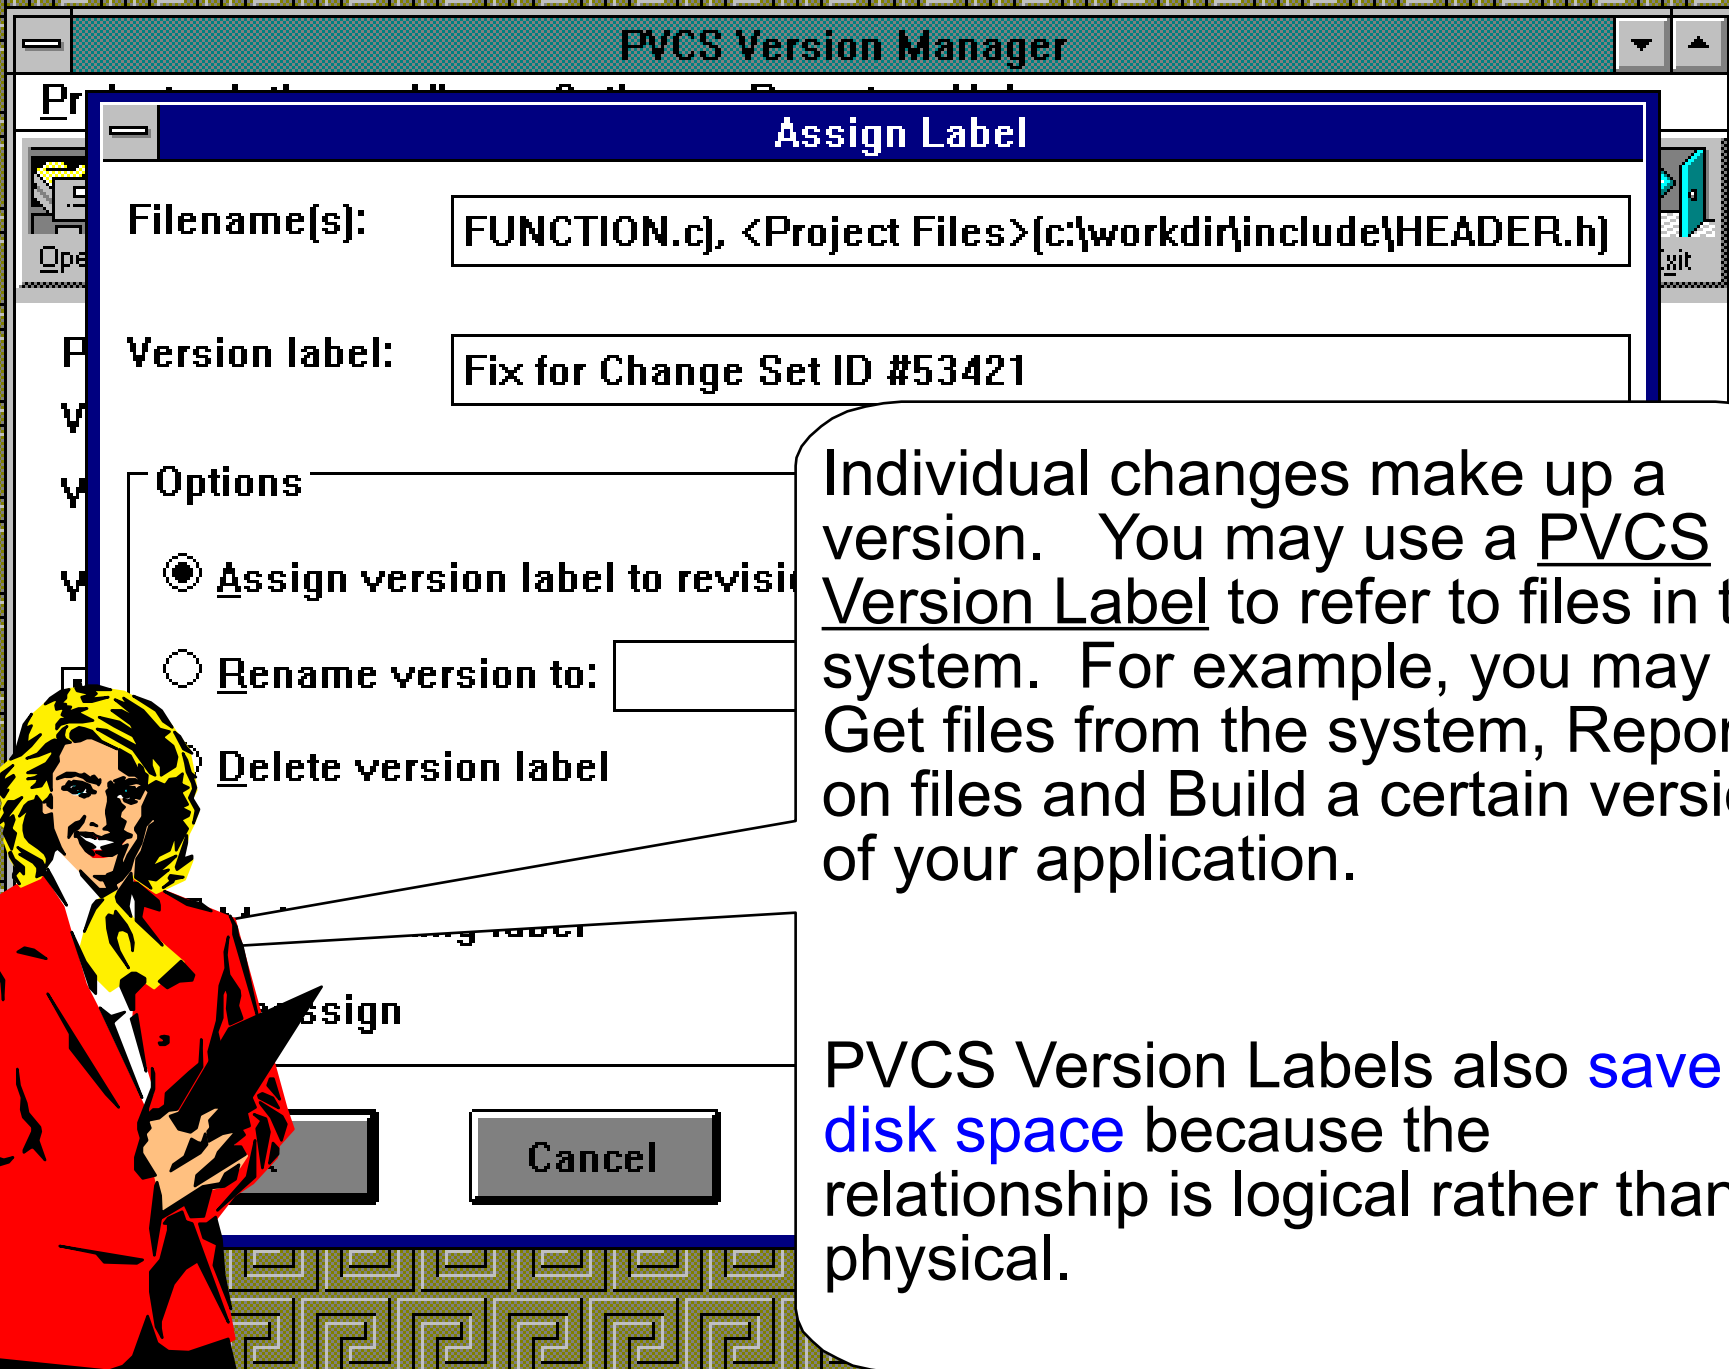 PVCS Version Manager
Assign Label
Filename(s):
FUNCTION.c), <Project Files>(c:\workdir\include\HEADER.h)
Version label:
Fix for Change Set ID #53421
Options
Assign version label to
Rename version to:
Delete version label
label
Cancel
Individual changes make up a
version. You may use a PVCS
Version Label to refer to files in
system. For example, you may
Get files from the system,
on files and Build a certain
of your application.
PVCS Version Labels also save
disk space because the
relationship is logical rather than
physical.